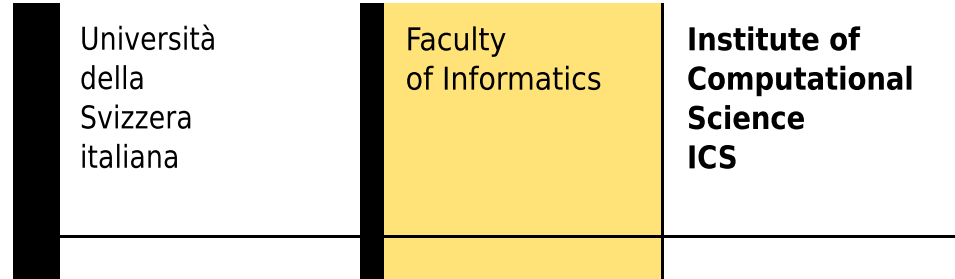 Università
della
Svizzera
italiana
Faculty
of Informatics
Institute of
Computational
Science
ICS